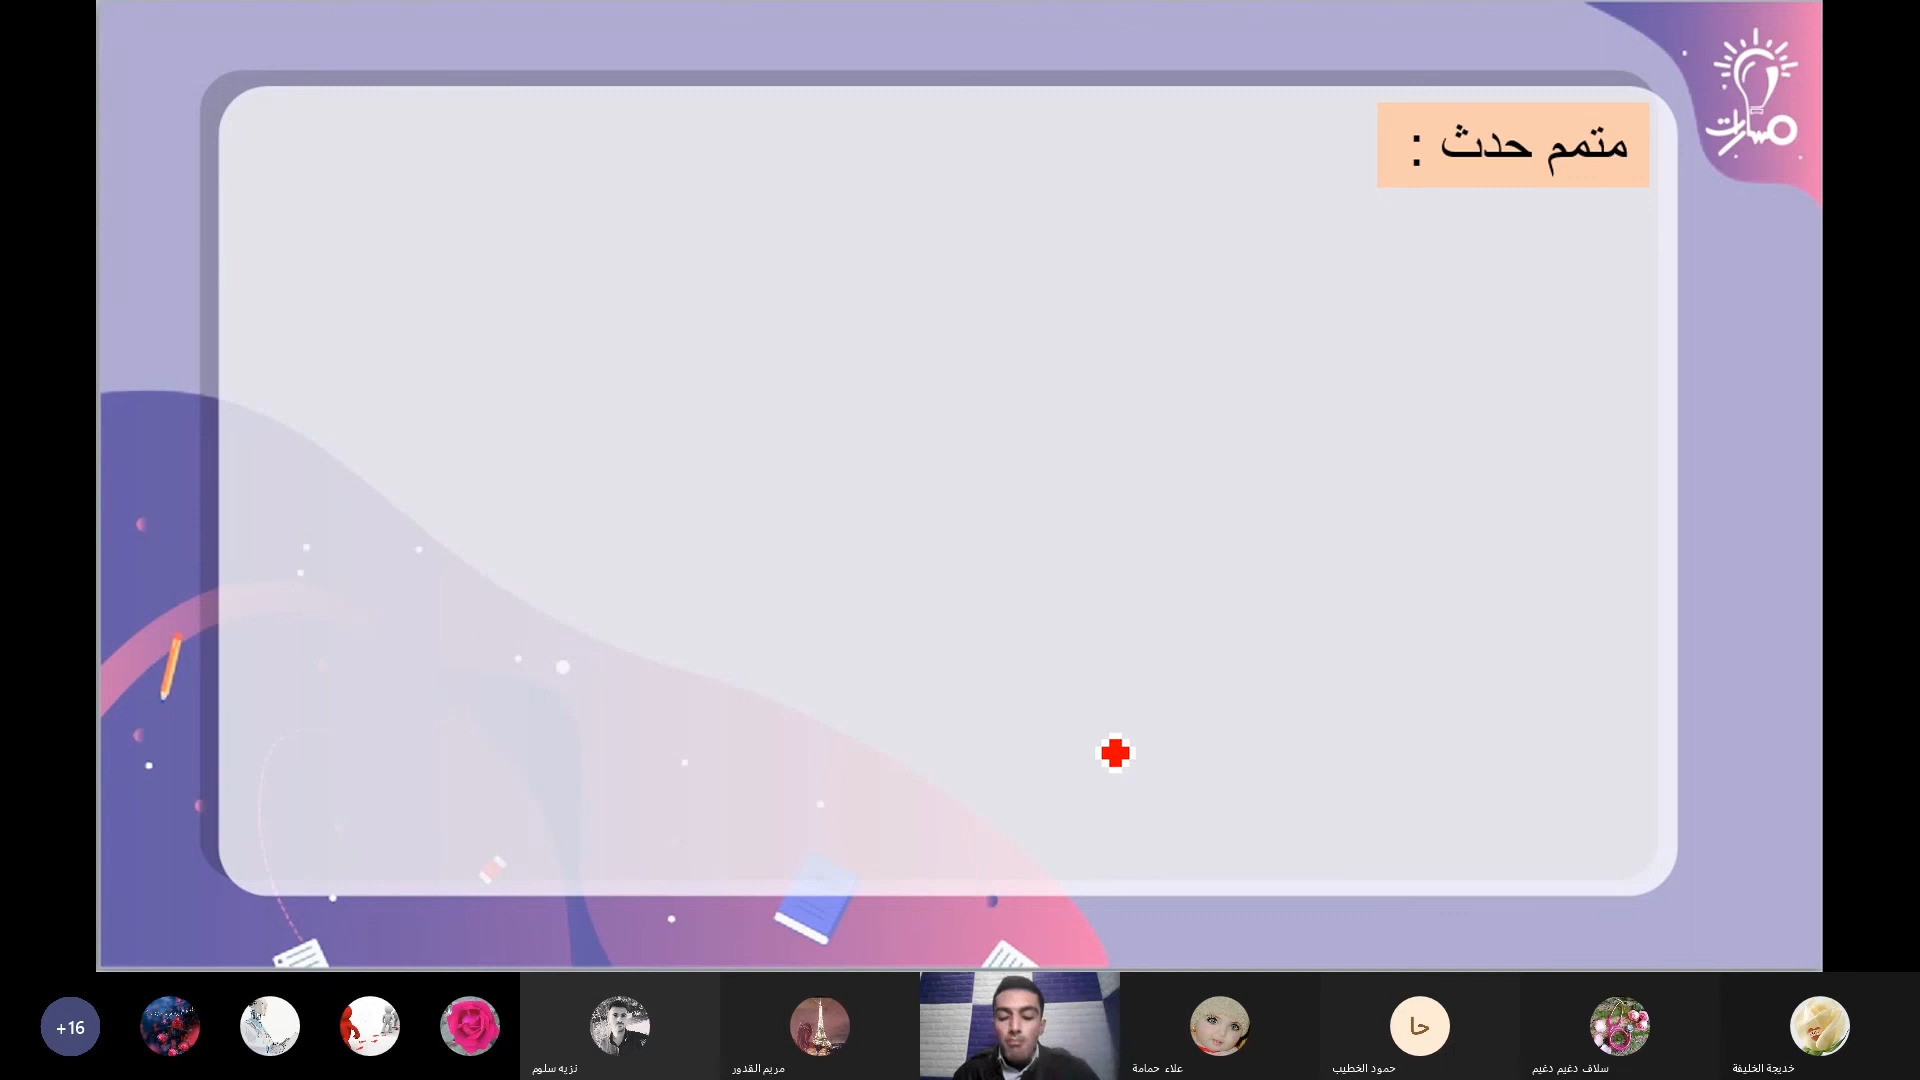 متمم حدث :
مسارات
+16
نزيه سلوم
مريم القدور
علاء حمامة
حا
حمود الخطيب
سلاف دغيم دغيم
خديجة الخليفة